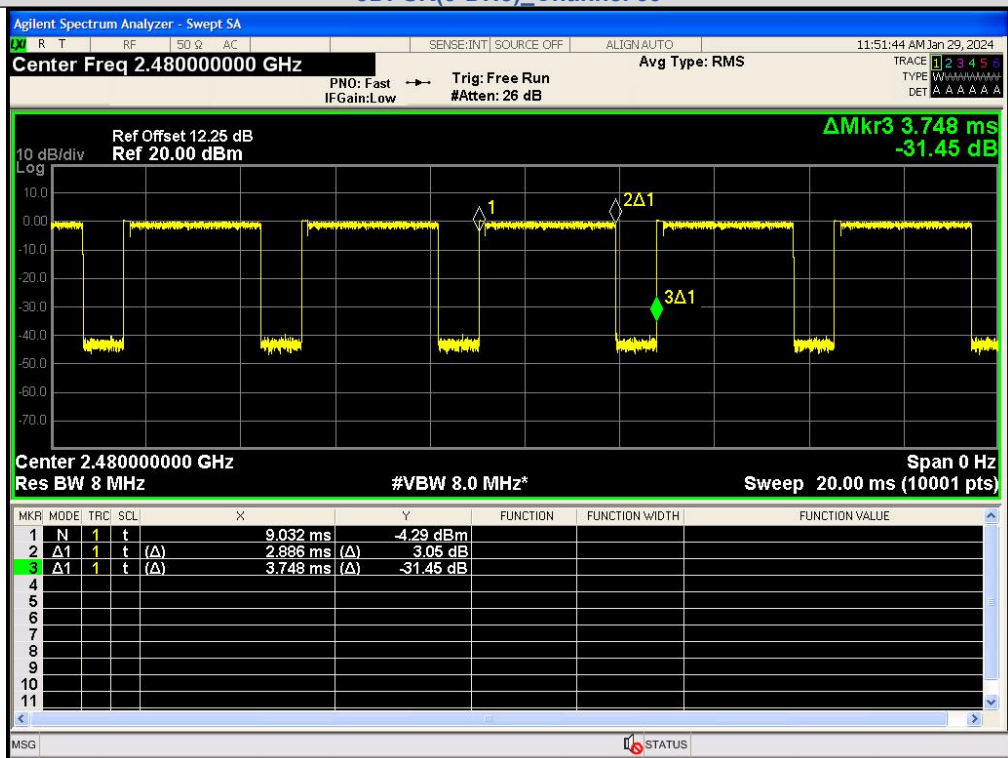 Agilent Spectrum Analyzer - Swept SA
LXI R T RF 50 Ω AC SENSE:INT SOURCE OFF ALIGN AUTO 11:51:44 AM Jan 29, 2024
Center Freq 2.480000000 GHz
PNO: Fast
IFGain:Low
Trig: Free Run
#Atten: 26 dB
Avg Type: RMS
TRACE 1 2 3 4 5 6
TYPE W
DET A A A A A A
Ref Offset 12.25 dB
Ref 20.00 dBm
10 dB/div
Log
ΔMkr3 3.748 ms
-31.45 dB
10.0
0.00
-10.0
-20.0
-30.0
-40.0
-50.0
-60.0
-70.0
1
2Δ1
3Δ1
Center 2.480000000 GHz Span 0 Hz
Res BW 8 MHz #VBW 8.0 MHz* Sweep 20.00 ms (10001 pts)
MKR MODE TRC SCL X Y FUNCTION FUNCTION WIDTH FUNCTION VALUE
1 N 1 t 9.032 ms -4.29 dBm
2 Δ1 1 t (Δ) 2.886 ms (Δ) 3.05 dB
3 Δ1 1 t (Δ) 3.748 ms (Δ) -31.45 dB
4
5
6
7
8
9
10
11
MSG STATUS